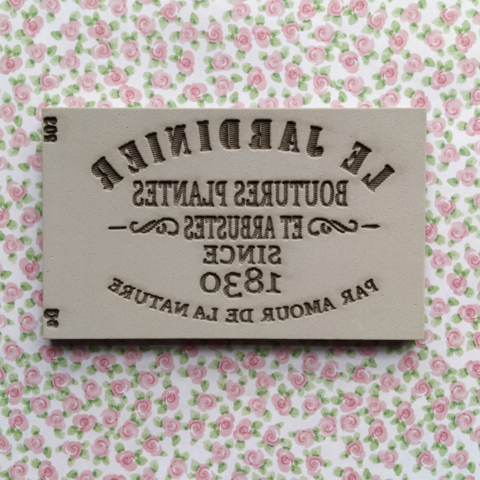 LE JARDINIER
BOUTURES PLANTES
ET ARBUSTES
SINCE
1830
PAR AMOUR DE LA NATURE